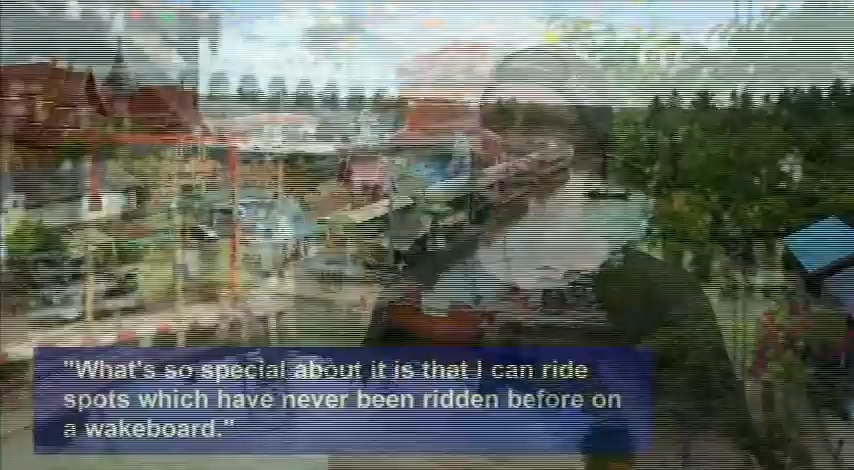 "What's so special about it is that I can ride
spots which have never been ridden before on
a wakeboard."